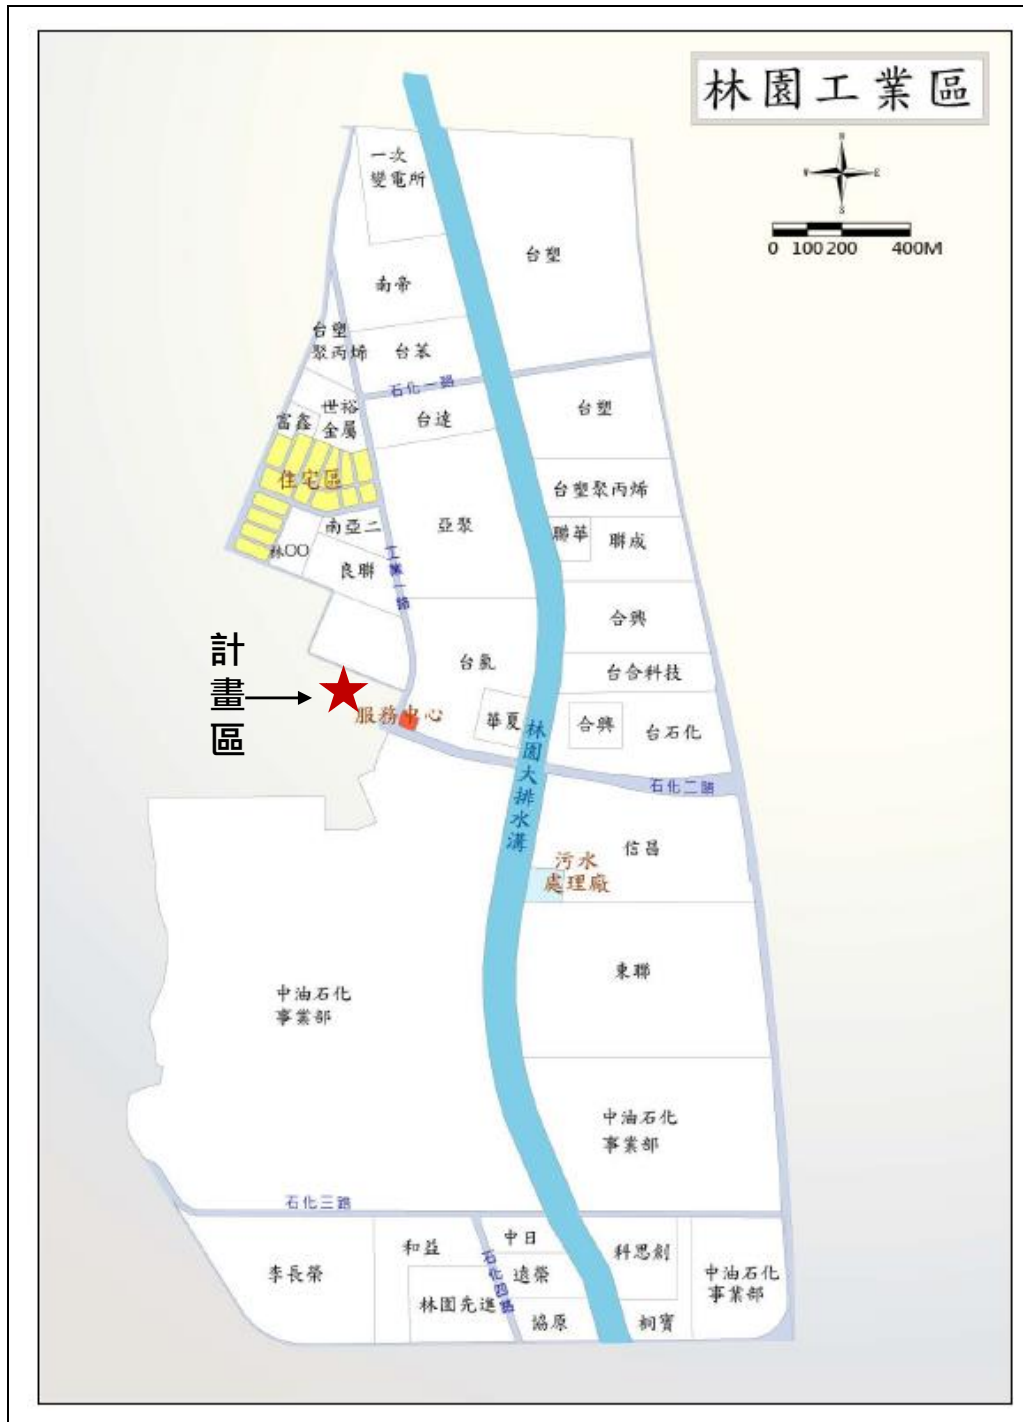 林園工業區
N
W
E
S
0 100 200 400M
一次
變電所
台塑
南帝
台塑
聚丙烯
台苯
石化一路
世裕
金屬
富鑫
台達
台塑
住宅區
台塑聚丙烯
南亞二
亞聚
聯華
聯成
林○○
良聯
工業一路
合興
計畫區
台氯
台合科技
服務中心
華夏
合興
台石化
林園大排水溝
石化二路
信昌
污水
處理廠
東聯
中油石化
事業部
中油石化
事業部
石化三路
中日
科思創
和益
李長榮
石化四路
遠榮
中油石化
事業部
林園先進
協原
桐寶